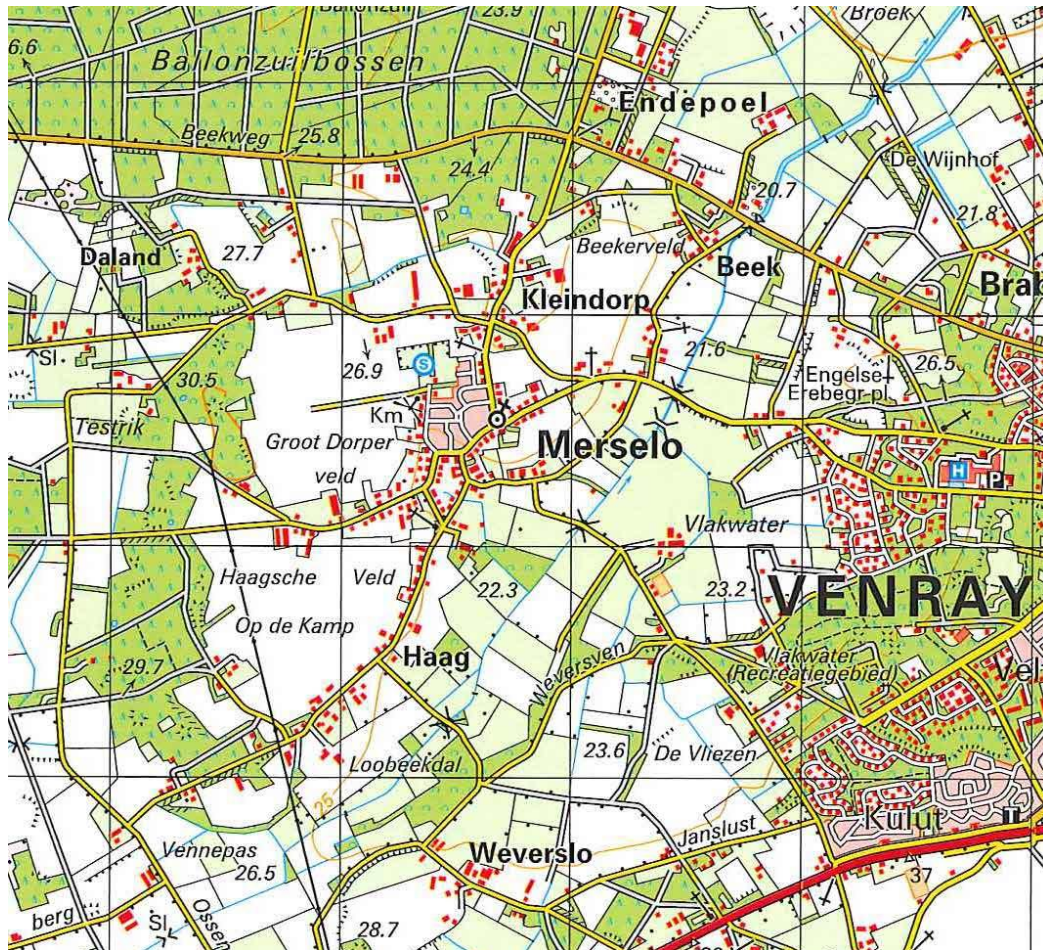 Ballonzuil
23.9
Broek
6.6
Ballonzuilbossen
Endepoel
Beekweg
25.8
De Wijnhof
24.4
20.7
21.8
Daland
27.7
Beekerveld
Beek
Kleindorp
Brab
Sl.
26.9
S
21.6
Engelse
Erebegr.pl.
26.5
30.5
Km
Testrik
Groot Dorper
veld
Merselo
H
P
Vlakwater
Haagsche Veld
22.3
23.2
VENRAY
Op de Kamp
Haag
29.7
Weversven
Vlakwater
(Recreatiegebied)
Vel
23.6
De Vliezen
Loobeekdal
25
Kulut
Janslust
Vennepas
26.5
Weverslo
37
berg
Sl
Ossen
28.7